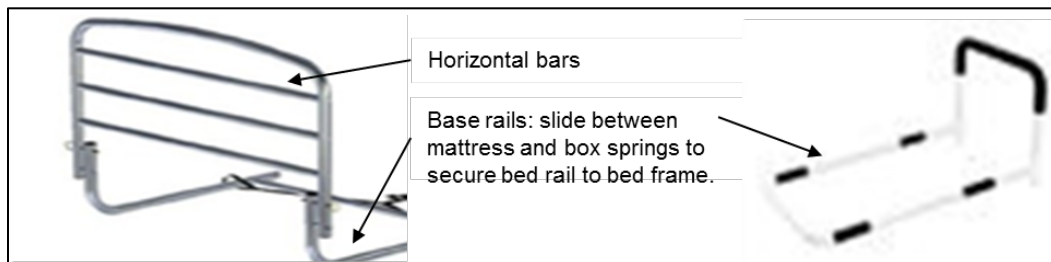 Horizontal bars
Base rails: slide between
mattress and box springs to
secure bed rail to bed frame.